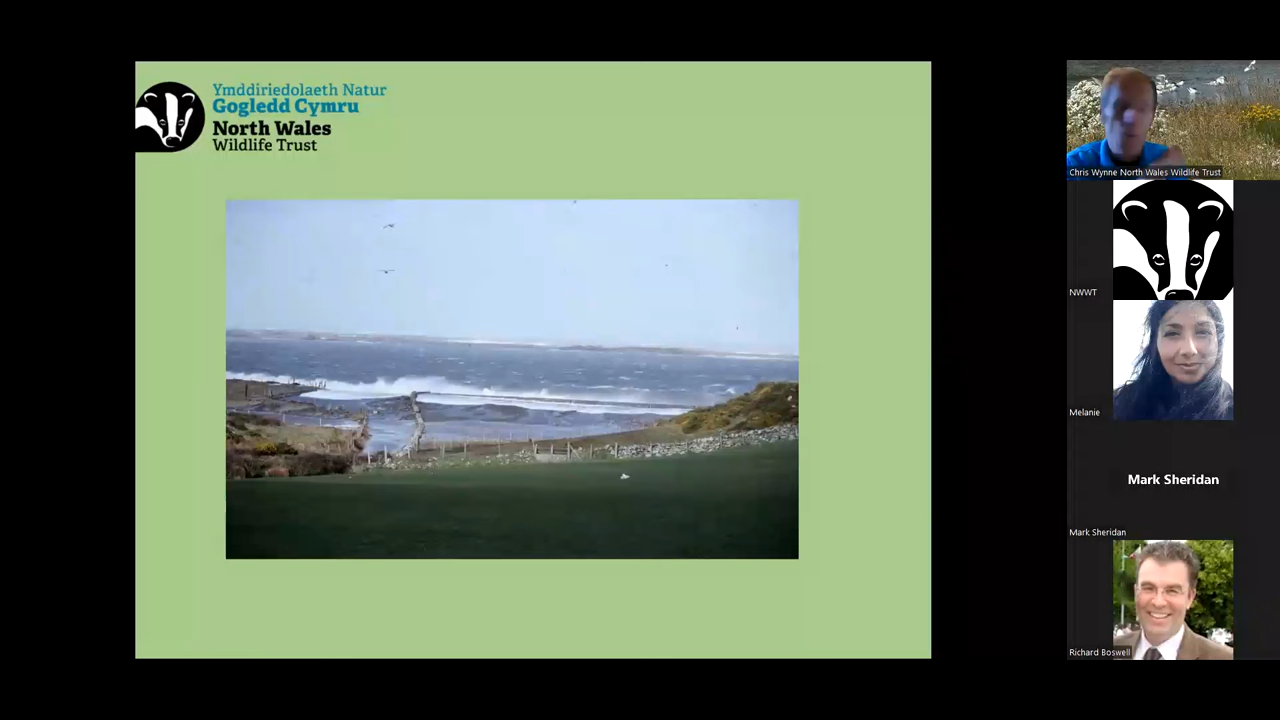 Ymddiriedolaeth Natur
Gogledd Cymru
North Wales
Wildlife Trust
Chris Wynne North Wales Wildlife Trust
NWWT
Melanie
Mark Sheridan
Mark Sheridan
Richard Boswell